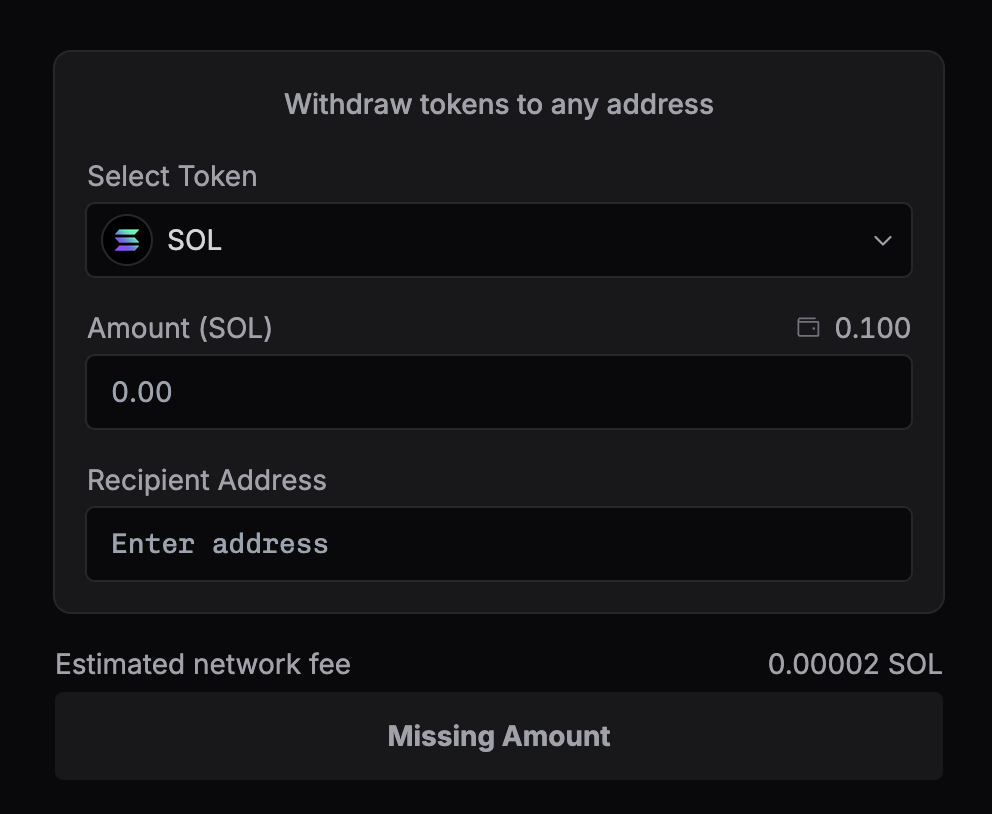 Withdraw tokens to any address
Select Token
SOL
Amount (SOL) 0.100
0.00
Recipient Address
Enter address
Estimated network fee 0.00002 SOL
Missing Amount